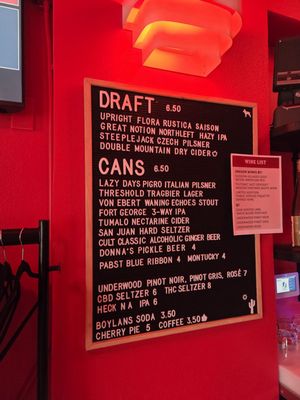 DRAFT 6.50
UPRIGHT FLORA RUSTICA SAISON
GREAT NOTION NORTHLEFT HAZY IPA
STEEPLEJACK CZECH PILSNER
DOUBLE MOUNTAIN DRY CIDER
CANS 6.50
LAZY DAYS PIGRO ITALIAN PILSNER
THRESHOLD TRAGBIER LAGER
VON EBERT WANING ECHOES STOUT
FORT GEORGE 3-WAY IPA
TUMALO NECTARINE CIDER
SAN JUAN HARD SELTZER
CULT CLASSIC ALCOHOLIC GINGER BEER
DONNA'S PICKLE BEER 4
PABST BLUE RIBBON 4 MONTUCKY 4
UNDERWOOD PINOT NOIR, PINOT GRIS, ROSÉ 7
CBD SELTZER 6 THC SELTZER 8
HECK NA IPA 6
BOYLANS SODA 3.50
CHERRY PIE 5 COFFEE 3.50
WINE LIST